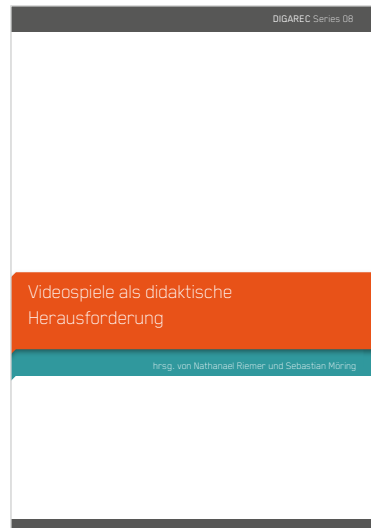 DIGAREC Series 08
Videospiele als didaktische
Herausforderung
hrsg. von Nathanael Riemer und Sebastian Möring